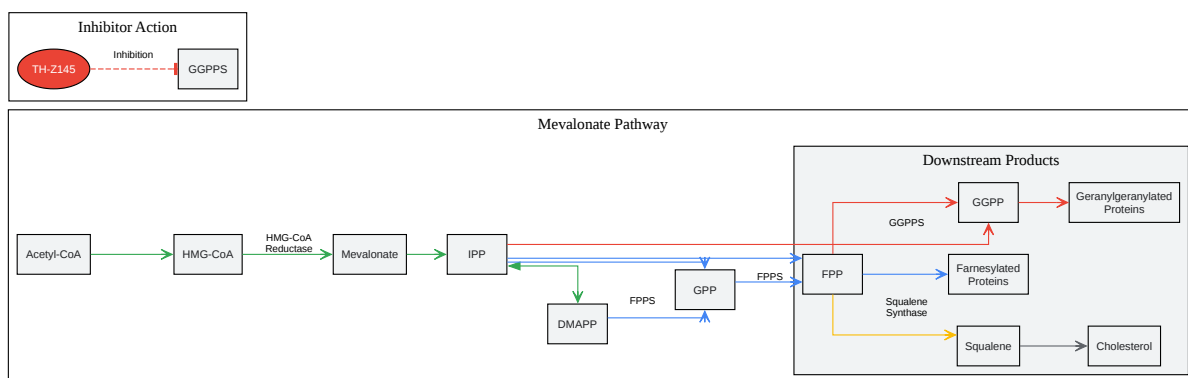 Inhibitor Action
TH-Z145
Inhibition
GGPPS
Mevalonate Pathway
Downstream Products
Acetyl-CoA
HMG-CoA
HMG-CoA
Reductase
Mevalonate
IPP
DMAPP
FPPS
GPP
FPPS
FPP
GGPPS
GGPP
Geranylgeranylated
Proteins
Farnesylated
Proteins
Squalene
Synthase
Squalene
Cholesterol